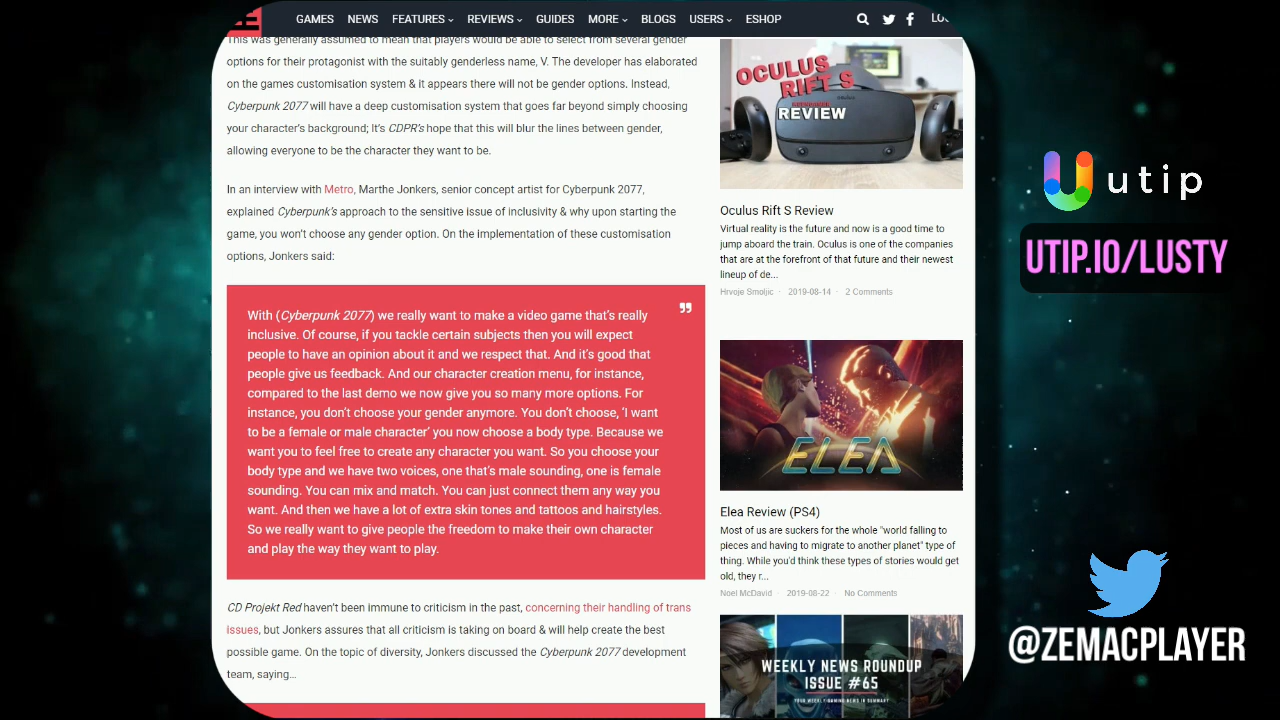 GAMES NEWS FEATURES REVIEWS GUIDES MORE BLOGS USERS ESHOP
This was generally assumed to mean that players would be able to select from several gender
options for their protagonist with the suitably genderless name, V. The developer has elaborated
on the games customisation system & it appears there will not be gender options. Instead,
Cyberpunk 2077 will have a deep customisation system that goes far beyond simply choosing
your character's background; It's CDPR's hope that this will blur the lines between gender,
allowing everyone to be the character they want to be.
In an interview with Metro, Marthe Jonkers, senior concept artist for Cyberpunk 2077,
explained Cyberpunk's approach to the sensitive issue of inclusivity & why upon starting the
game, you won't choose any gender option. On the implementation of these customisation
options, Jonkers said:
With (Cyberpunk 2077) we really want to make a video game that's really
inclusive. Of course, if you tackle certain subjects then you will expect
people to have an opinion about it and we respect that. And it's good that
people give us feedback. And our character creation menu, for instance,
compared to the last demo we now give you so many more options. For
instance, you don't choose your gender anymore. You don't choose, 'I want
to be a female or male character' you now choose a body type. Because we
want you to feel free to create any character you want. So you choose your
body type and we have two voices, one that's male sounding, one is female
sounding. You can mix and match. You can just connect them any way you
want. And then we have a lot of extra skin tones and tattoos and hairstyles.
So we really want to give people the freedom to make their own character
and play the way they want to play.
CD Projekt Red haven't been immune to criticism in the past, concerning their handling of trans
issues, but Jonkers assures that all criticism is taking on board & will help create the best
possible game. On the topic of diversity, Jonkers discussed the Cyberpunk 2077 development
team, saying...
OCULUS
RIFT S
REVIEW
Oculus Rift S Review
Virtual reality is the future and now is a good time to
jump aboard the train. Oculus is one of the companies
that are at the forefront of that future and their newest
lineup of de...
Hrvoje Smoljic - 2019-08-14 - 2 Comments
ELEA
Elea Review (PS4)
Most of us are suckers for the whole "world falling to
pieces and having to migrate to another planet" type of
thing. While you'd think these types of stories would get
old, they r...
Noel McDavid - 2019-08-22 - No Comments
WEEKLY NEWS ROUNDUP
ISSUE #65
YOUR WEEKLY GAMING NEWS IN SUMMARY
utip
UTIP.IO/LUSTY
@ZEMACPLAYER